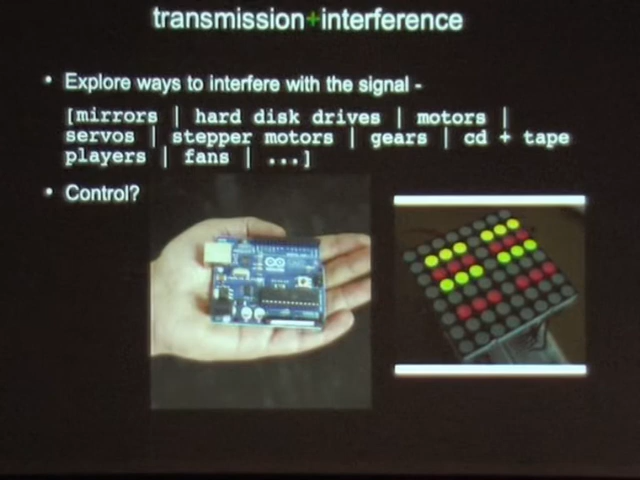 transmission+interference
• Explore ways to interfere with the signal -
[mirrors | hard disk drives | motors |
servos | stepper motors | gears | cd + tape
players | fans | ...]
• Control?